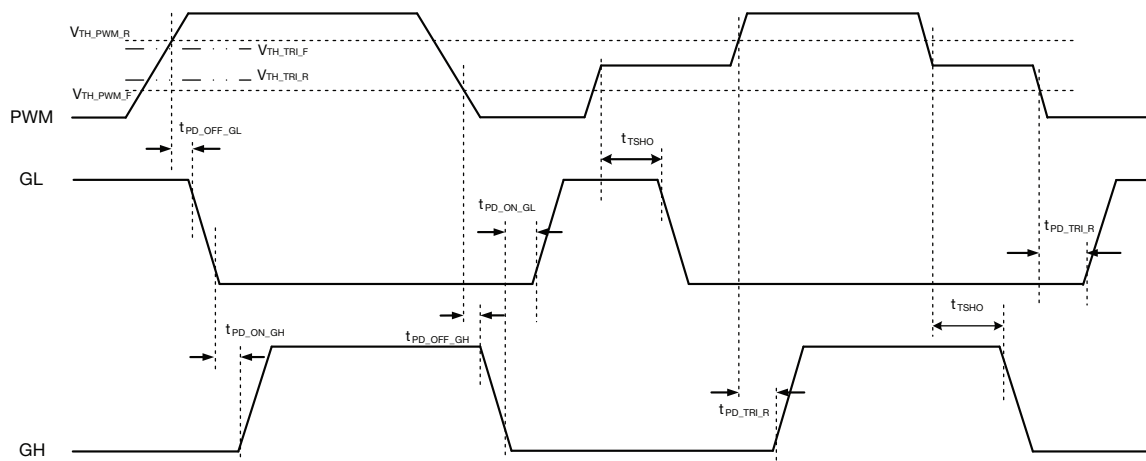 VTH_PWM_R
VTH_TRI_F
VTH_TRI_R
VTH_PWM_F
PWM
tPD_OFF_GL
tTSHO
GL
tPD_ON_GL
tPD_TRI_R
tTSHO
tPD_ON_GH
tPD_OFF_GH
tPD_TRI_R
GH